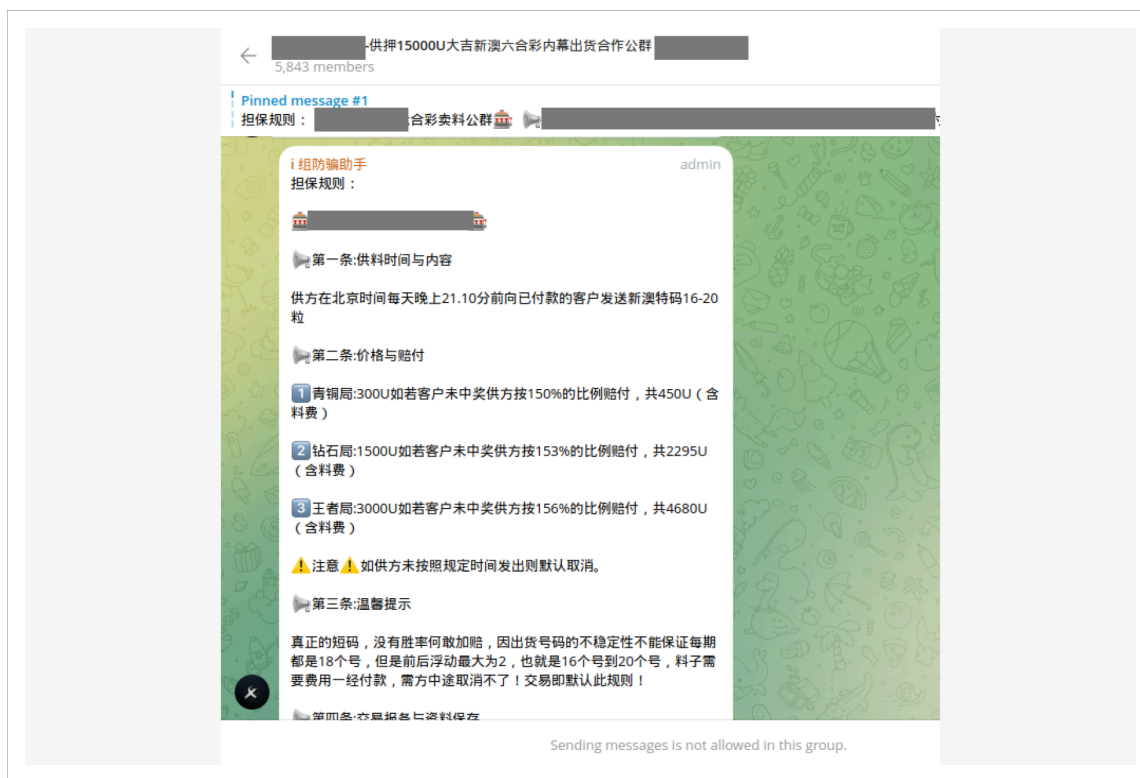 -供押15000U大吉新澳六合彩内幕出货合作公群
5,843 members
Pinned message #1
担保规则：
合彩卖料公群
i 组防骗助手
admin
担保规则：
第一条:供料时间与内容
供方在北京时间每天晚上21.10分前向已付款的客户发送新澳特码16-20
粒
第二条:价格与赔付
1 青铜局:300U如若客户未中奖供方按150%的比例赔付，共450U（含
料费）
2 钻石局:1500U如若客户未中奖供方按153%的比例赔付，共2295U
（含料费）
3 王者局:3000U如若客户未中奖供方按156%的比例赔付，共4680U
（含料费）
注意 如供方未按照规定时间发出则默认取消。
第三条:温馨提示
真正的短码，没有胜率何敢加赔，因出货号码的不稳定性不能保证每期
都是18个号，但是前后浮动最大为2，也就是16个号到20个号，料子需
要费用一经付款，需方中途取消不了！交易即默认此规则！
第四条:交易报备与资料保存
Sending messages is not allowed in this group.